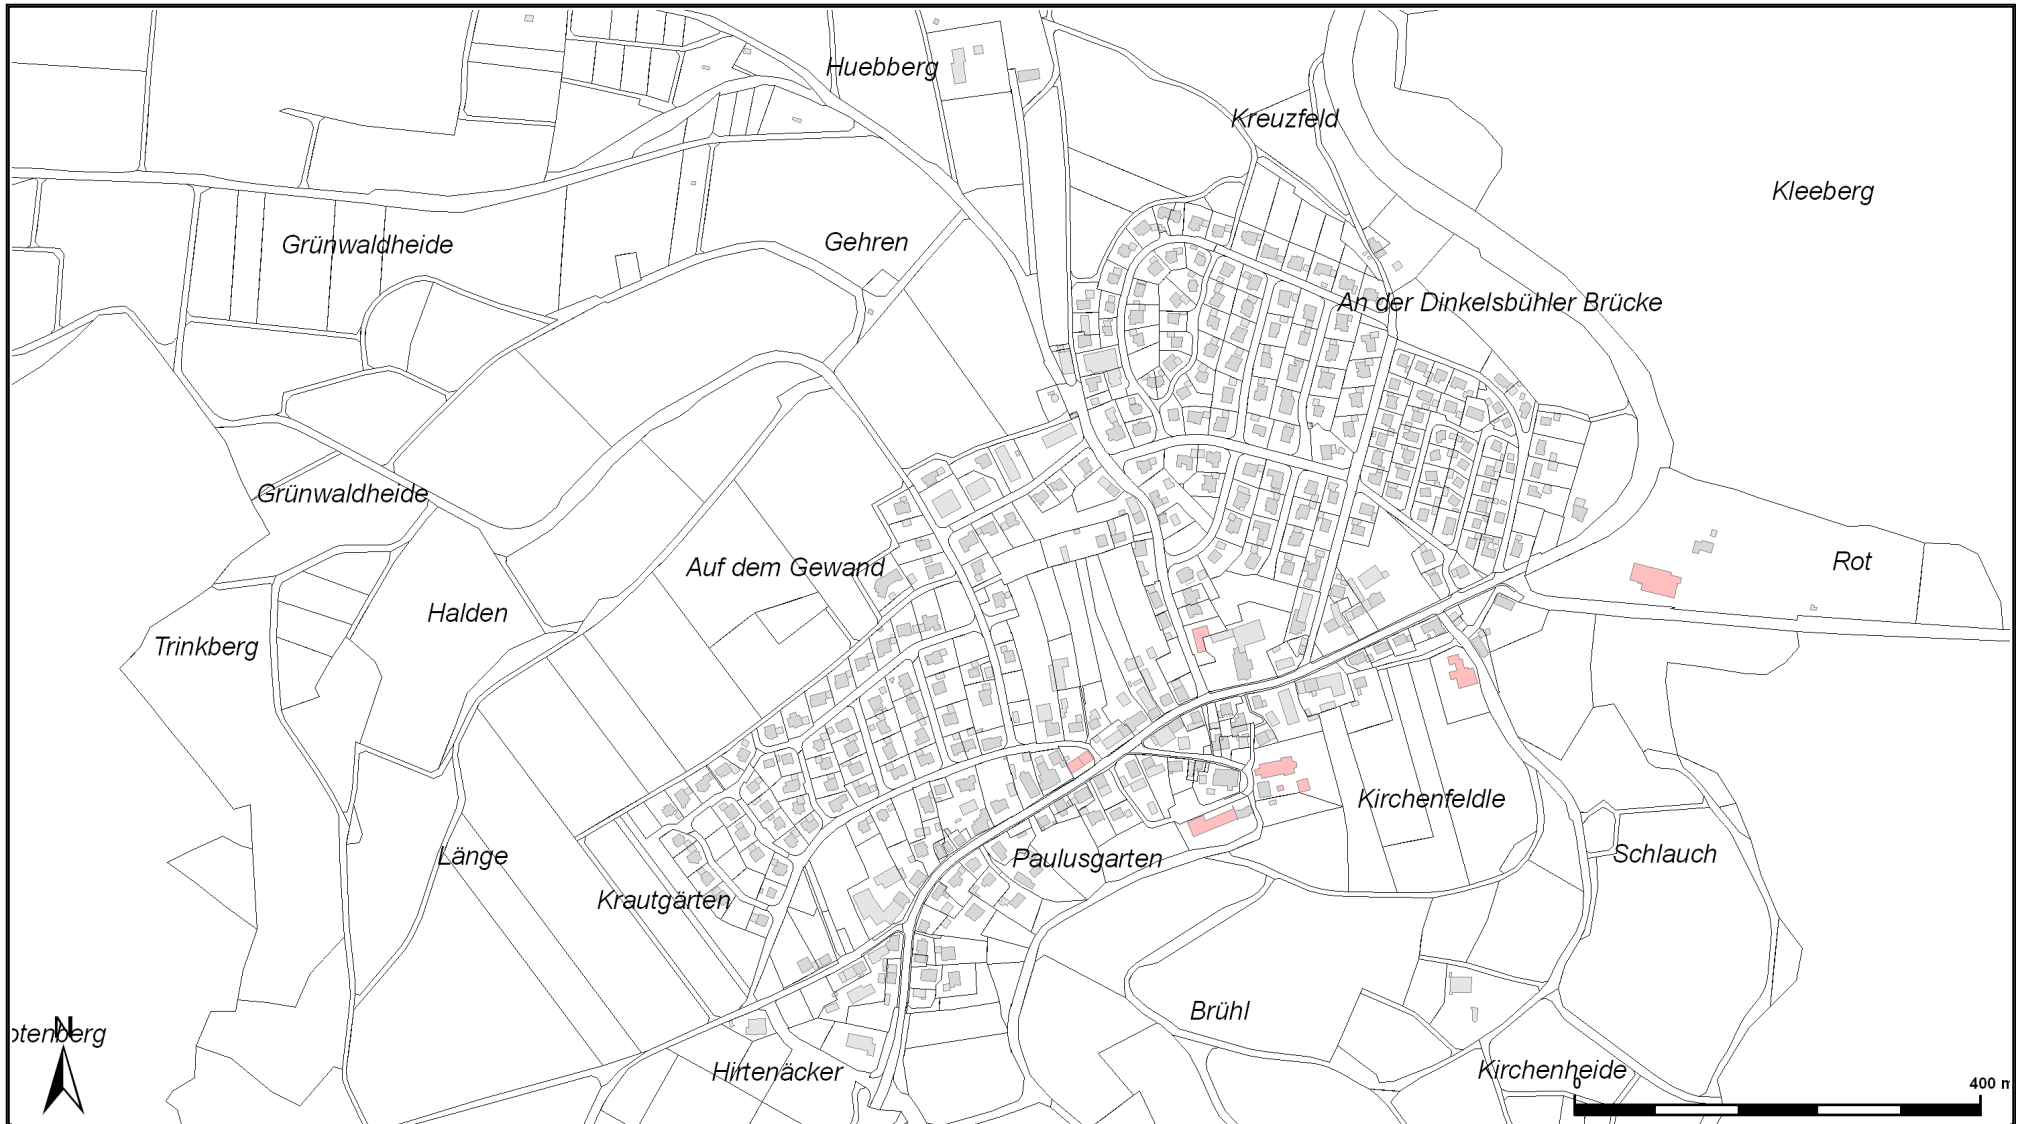 Huebberg
Kreuzfeld
Kleeberg
Grünwaldheide
Gehren
An der Dinkelsbühler Brücke
Grünwaldheide
Auf dem Gewand
Rot
Halden
Trinkberg
Kirchenfeldle
Länge
Paulusgarten
Schlauch
Krautgärten
Brühl
N
otenberg
Hirtenäcker
Kirchenheide
0
400 m